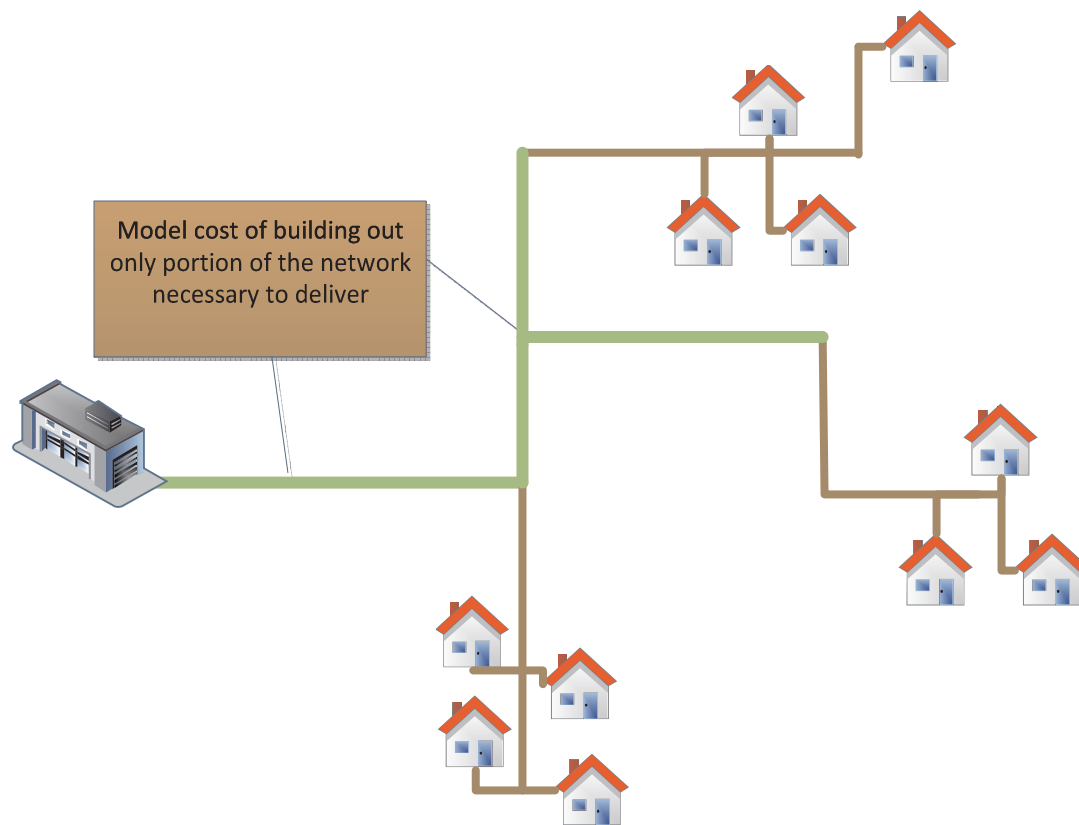 Model cost of building out
only portion of the network
necessary to deliver